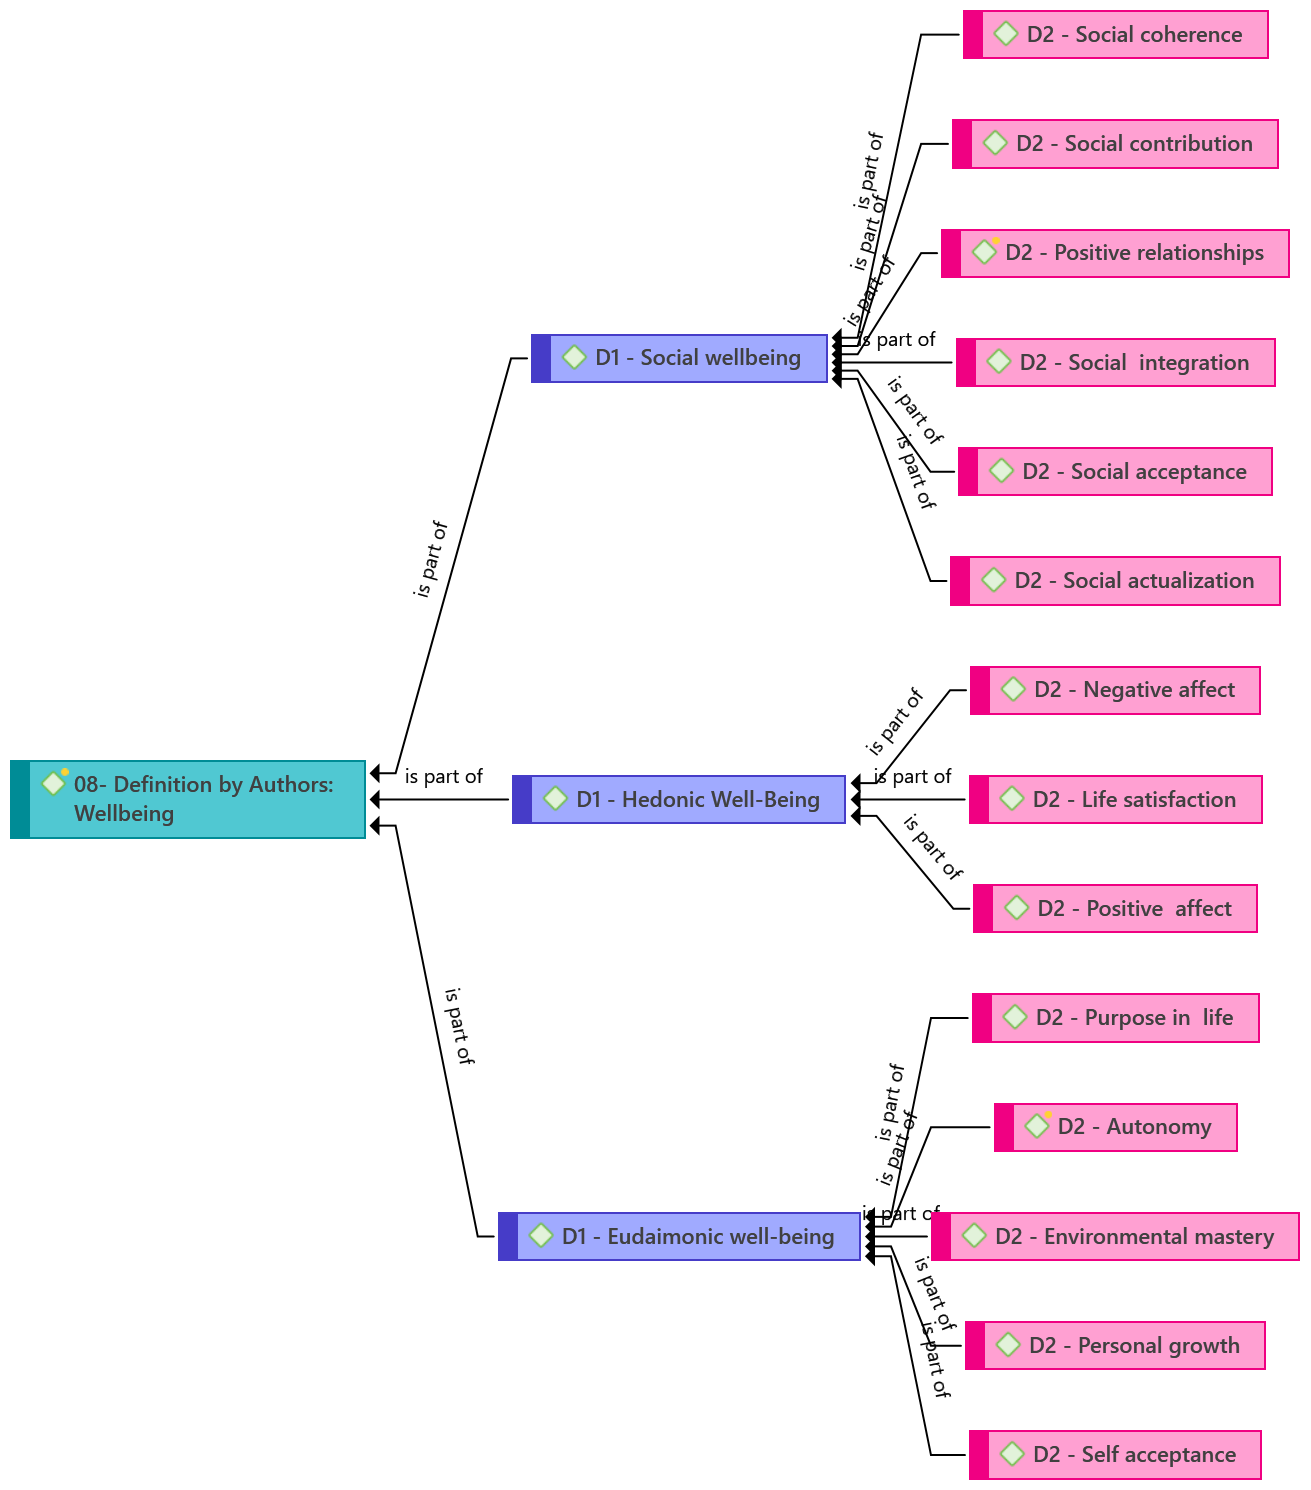 D2 - Social coherence
is part of
D2 - Social contribution
is part of
D2 - Positive relationships
is part of
D1 - Social wellbeing
is part of
D2 - Social  integration
is part of
D2 - Social acceptance
is part of
D2 - Social actualization
is part of
D2 - Negative affect
is part of
08- Definition by Authors:
Wellbeing
is part of
D1 - Hedonic Well-Being
is part of
D2 - Life satisfaction
is part of
D2 - Positive  affect
D2 - Purpose in  life
is part of
is part of
D2 - Autonomy
is part of
D1 - Eudaimonic well-being
is part of
D2 - Environmental mastery
is part of
D2 - Personal growth
is part of
D2 - Self acceptance